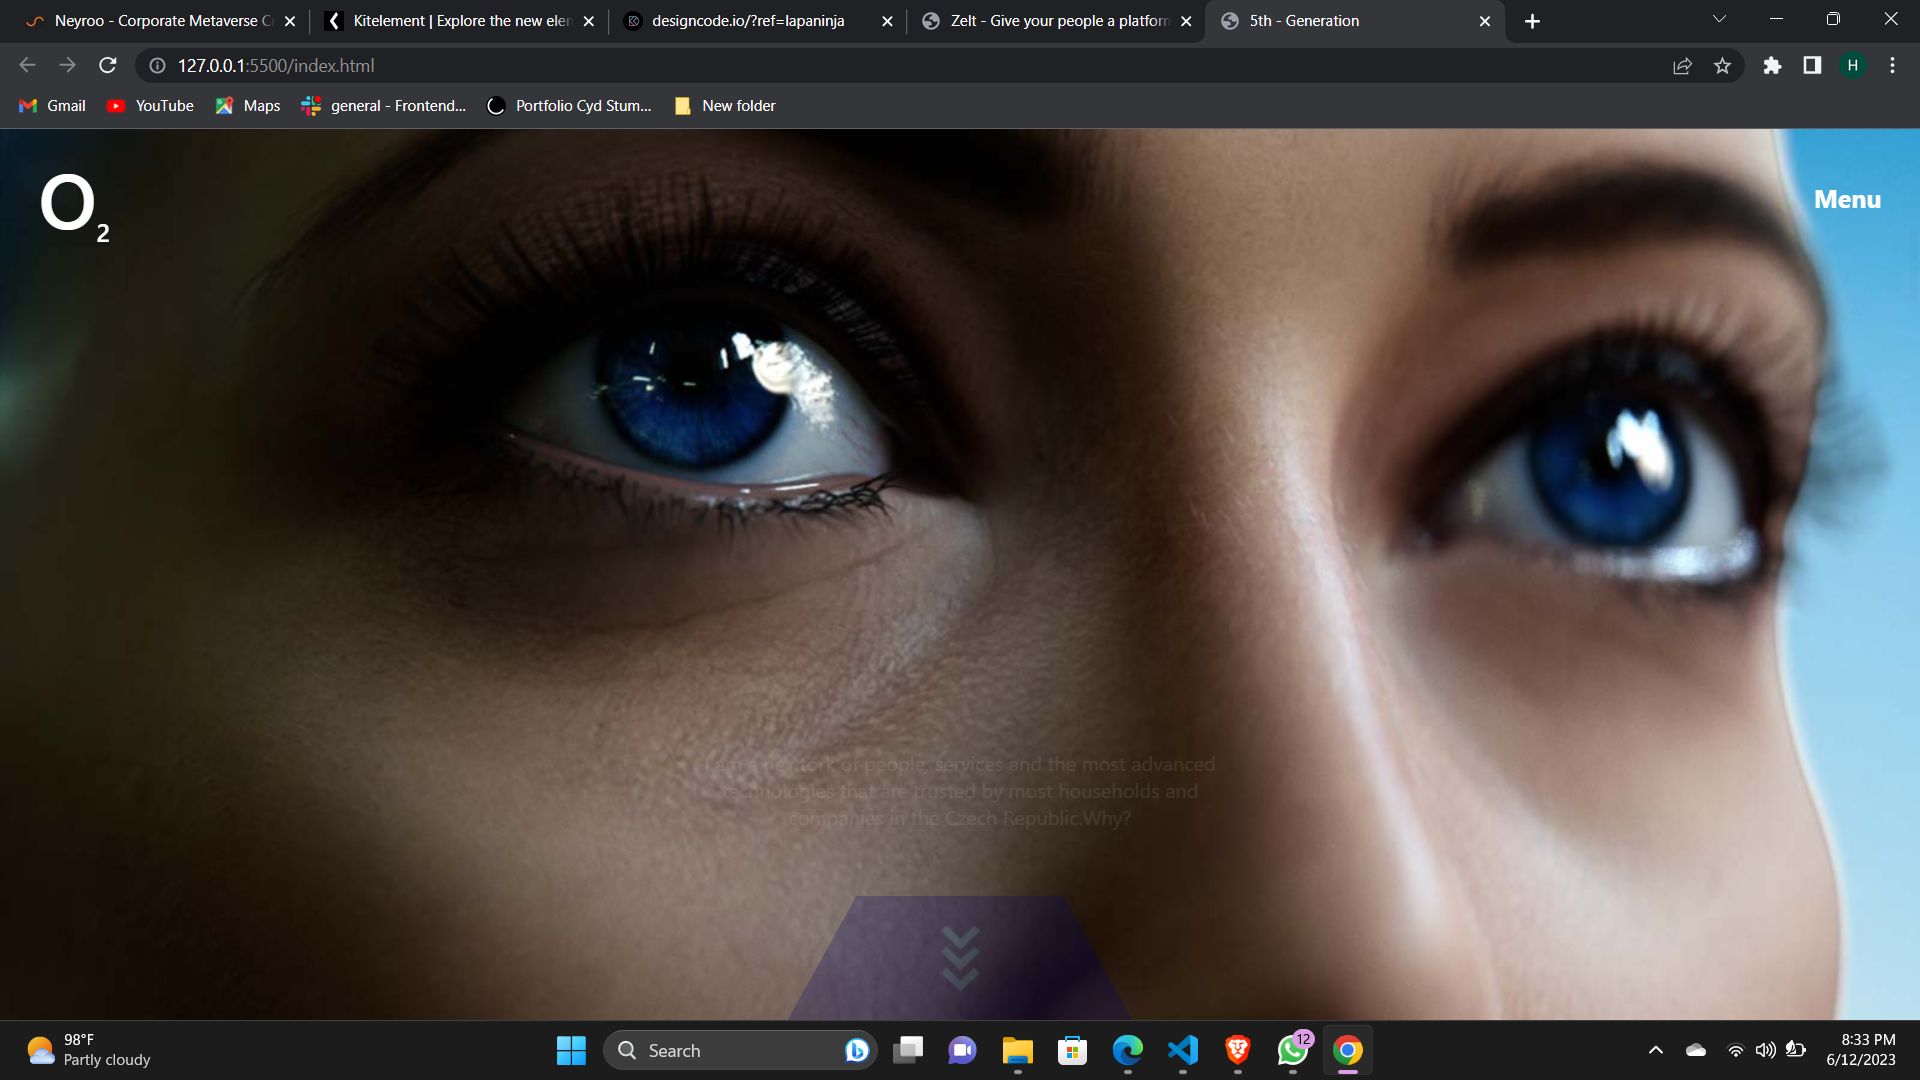 Neyroo - Corporate Metaverse C
Kitelement | Explore the new elen
designcode.io/?ref=lapaninja
Zelt - Give your people a platforr
5th - Generation
127.0.0.1:5500/index.html
H
Gmail
YouTube
Maps
general - Frontend...
Portfolio Cyd Stum...
New folder
O2
Menu
I am a network of people, services and the most advanced
technologies that are trusted by most households and
companies in the Czech Republic.Why?
98°F
Partly cloudy
Search
12
8:33 PM
6/12/2023